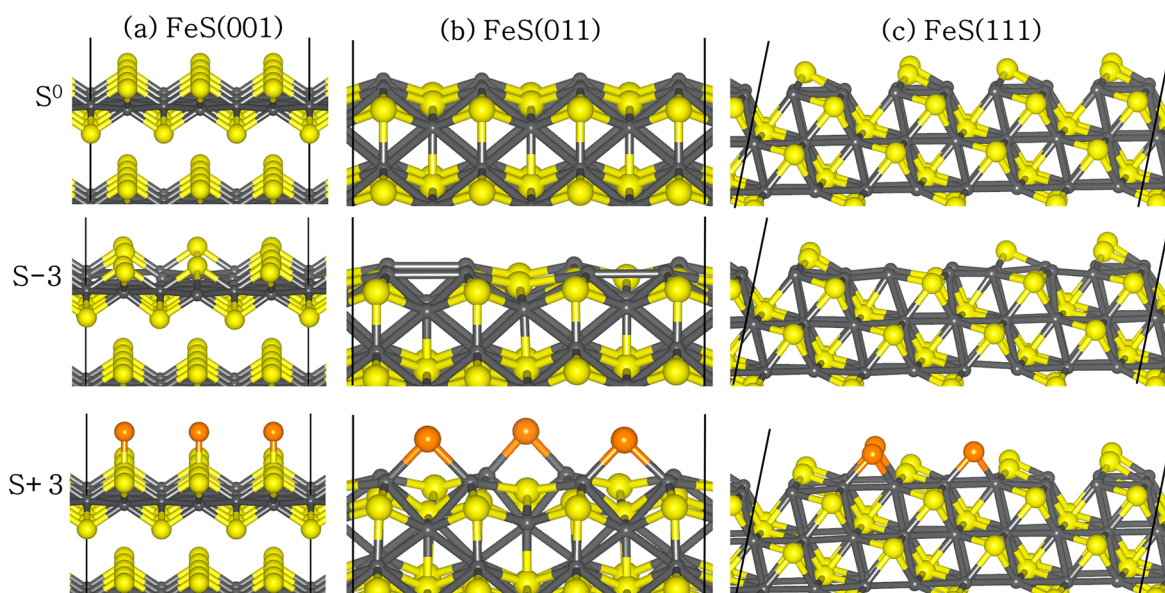 (a) FeS(001)
(b) FeS(011)
(c) FeS(111)
S⁰
S−3
S+3